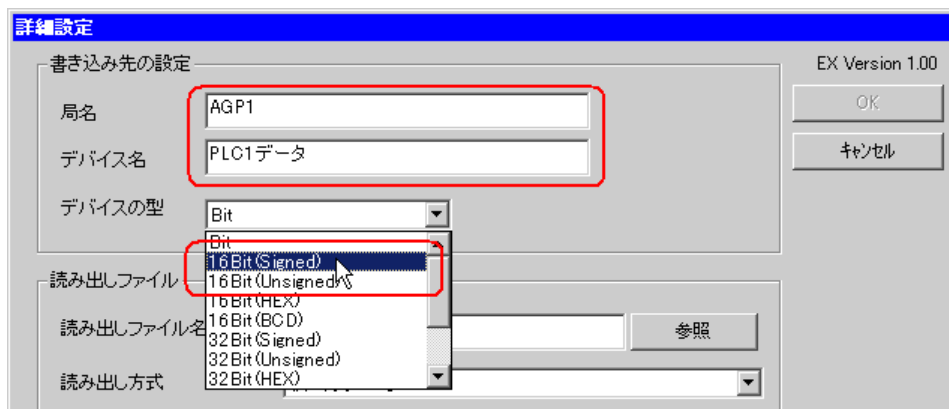 詳細設定
書き込み先の設定
EX Version 1.00
局名
AGP1
OK
デバイス名
PLC1データ
キャンセル
デバイスの型
Bit
Bit
16Bit(Signed)
16Bit(Unsigned)
16Bit(HEX)
16Bit(BCD)
32Bit(Signed)
32Bit(Unsigned)
32Bit(HEX)
読み出しファイル
読み出しファイル名
参照
読み出し方式